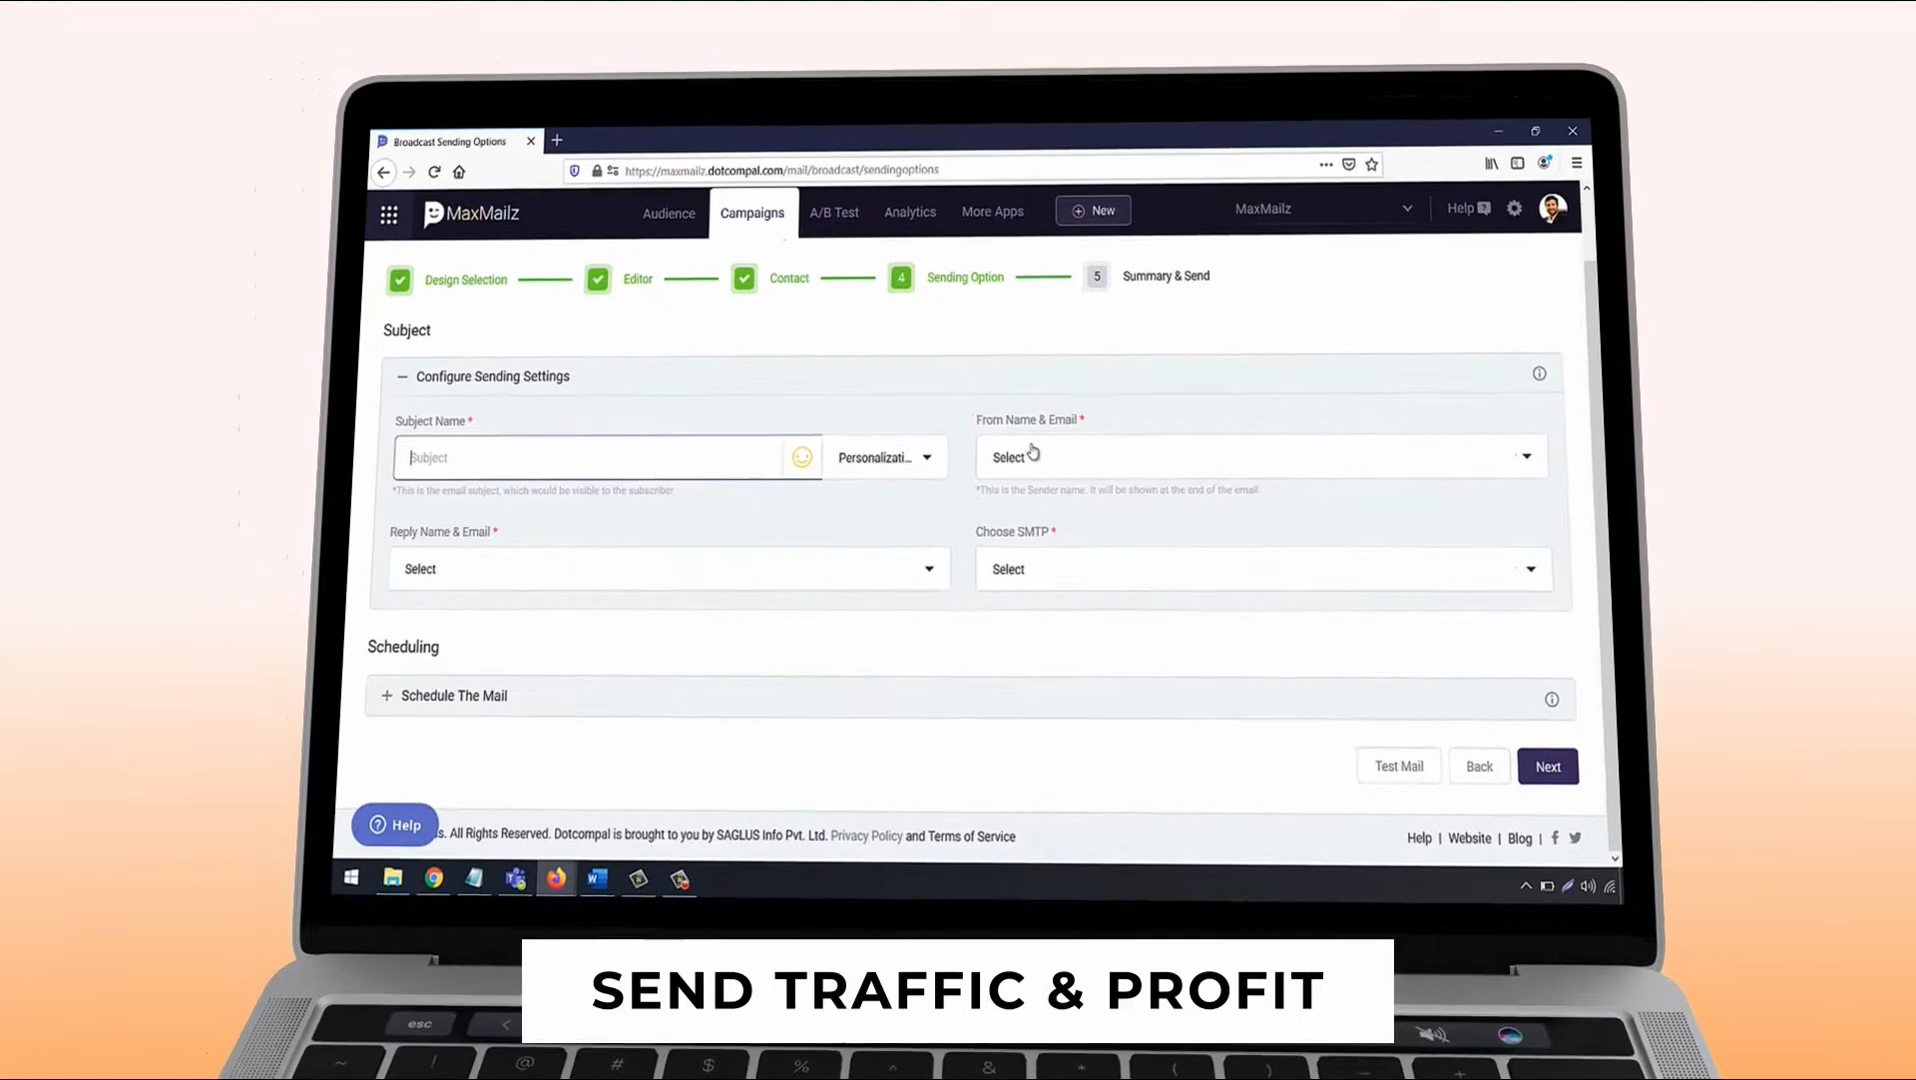 Broadcast Sending Options
https://maxmailz.dotcompal.com/mail/broadcast/sendingoptions
MaxMailz
Audience
Campaigns
A/B Test
Analytics
More Apps
New
MaxMailz
Help
Design Selection
Editor
Contact
4 Sending Option
5 Summary & Send
Subject
Configure Sending Settings
Subject Name *
From Name & Email *
Subject
Personalizati...
Select
*This is the email subject, which would be visible to the subscriber
*This is the Sender name. It will be shown at the end of the email
Reply Name & Email *
Choose SMTP *
Select
Select
Scheduling
+ Schedule The Mail
Test Mail
Back
Next
Help
s. All Rights Reserved. Dotcompal is brought to you by SAGLUS Info Pvt. Ltd. Privacy Policy and Terms of Service
Help | Website | Blog |
SEND TRAFFIC & PROFIT
esc
~ ! @ # $ % ^ & * ( ) _ +